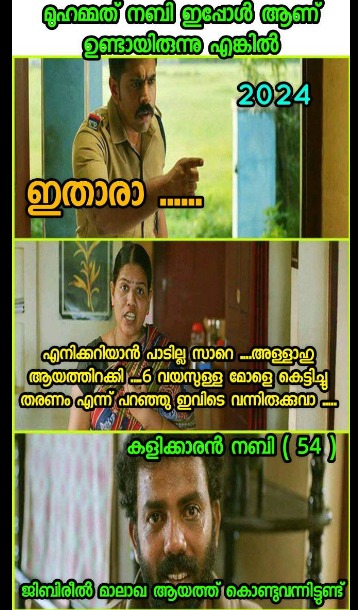 മുഹമ്മത് നബി ഇപ്പോൾ ആണ്
ഉണ്ടായിരുന്നു എങ്കിൽ
2024
ഇതാരാ ......
എനിക്കറിയാൻ പാടില്ല സാറെ ....അള്ളാഹു
ആയത്തിറക്കി ....6 വയസുള്ള മോളെ കെട്ടിച്ചു
തരണം എന്ന് പറഞ്ഞു ഇവിടെ വന്നിരുക്കുവാ .....
കളിക്കാരൻ നബി ( 54 )
ജിബിരീൽ മാലാഖ ആയത്ത് കൊണ്ടുവന്നിട്ടുണ്ട്